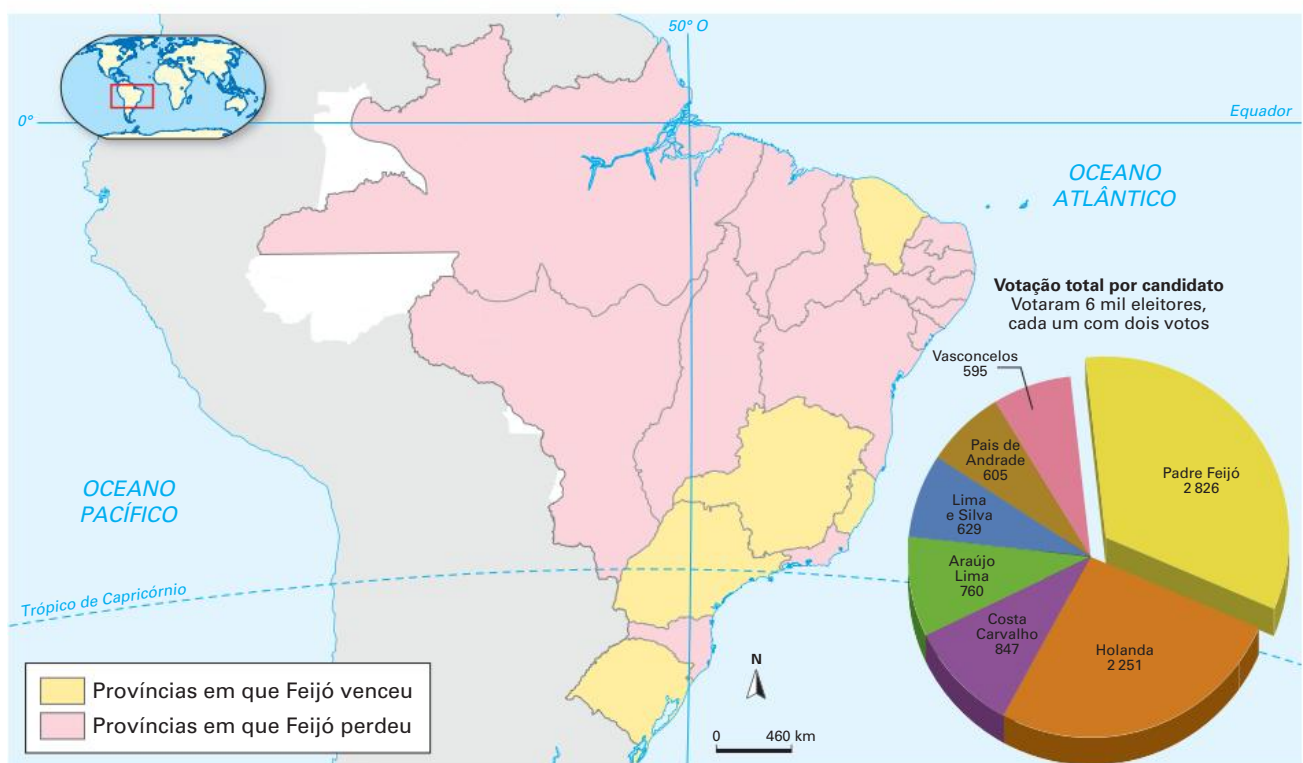 50° O
0°
Equador
OCEANO
ATLÂNTICO
Votação total por candidato
Votaram 6 mil eleitores,
cada um com dois votos
Vasconcelos
595
Pais de
Andrade
605
Padre Feijó
2 826
Lima
e Silva
629
Araújo
Lima
760
Costa
Carvalho
847
Holanda
2 251
OCEANO
PACÍFICO
Trópico de Capricórnio
N
0 460 km
Províncias em que Feijó venceu
Províncias em que Feijó perdeu